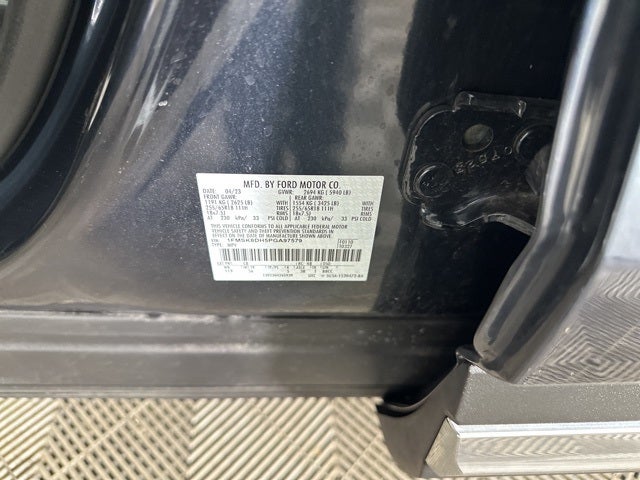 MFD. BY FORD MOTOR CO.
DATE: 04/23 GVWR: 2694 KG ( 5940 LB)
FRONT GAWR: REAR GAWR:
1191 KG ( 2625 LB) WITH 1554 KG ( 3425 LB) WITH
255/65R18 111H TIRES 255/65R18 111H TIRES
18x7.5J RIMS 18x7.5J RIMS
AT 230 kPa/ 33 PSI COLD AT 230 kPa/ 33 PSI COLD
THIS VEHICLE CONFORMS TO ALL APPLICABLE FEDERAL MOTOR
VEHICLE SAFETY AND THEFT PREVENTION STANDARDS IN
EFFECT ON THE DATE OF MANUFACTURE SHOWN ABOVE.
VIN: 1FMSK8DH5PGA97579
TYPE: MPV